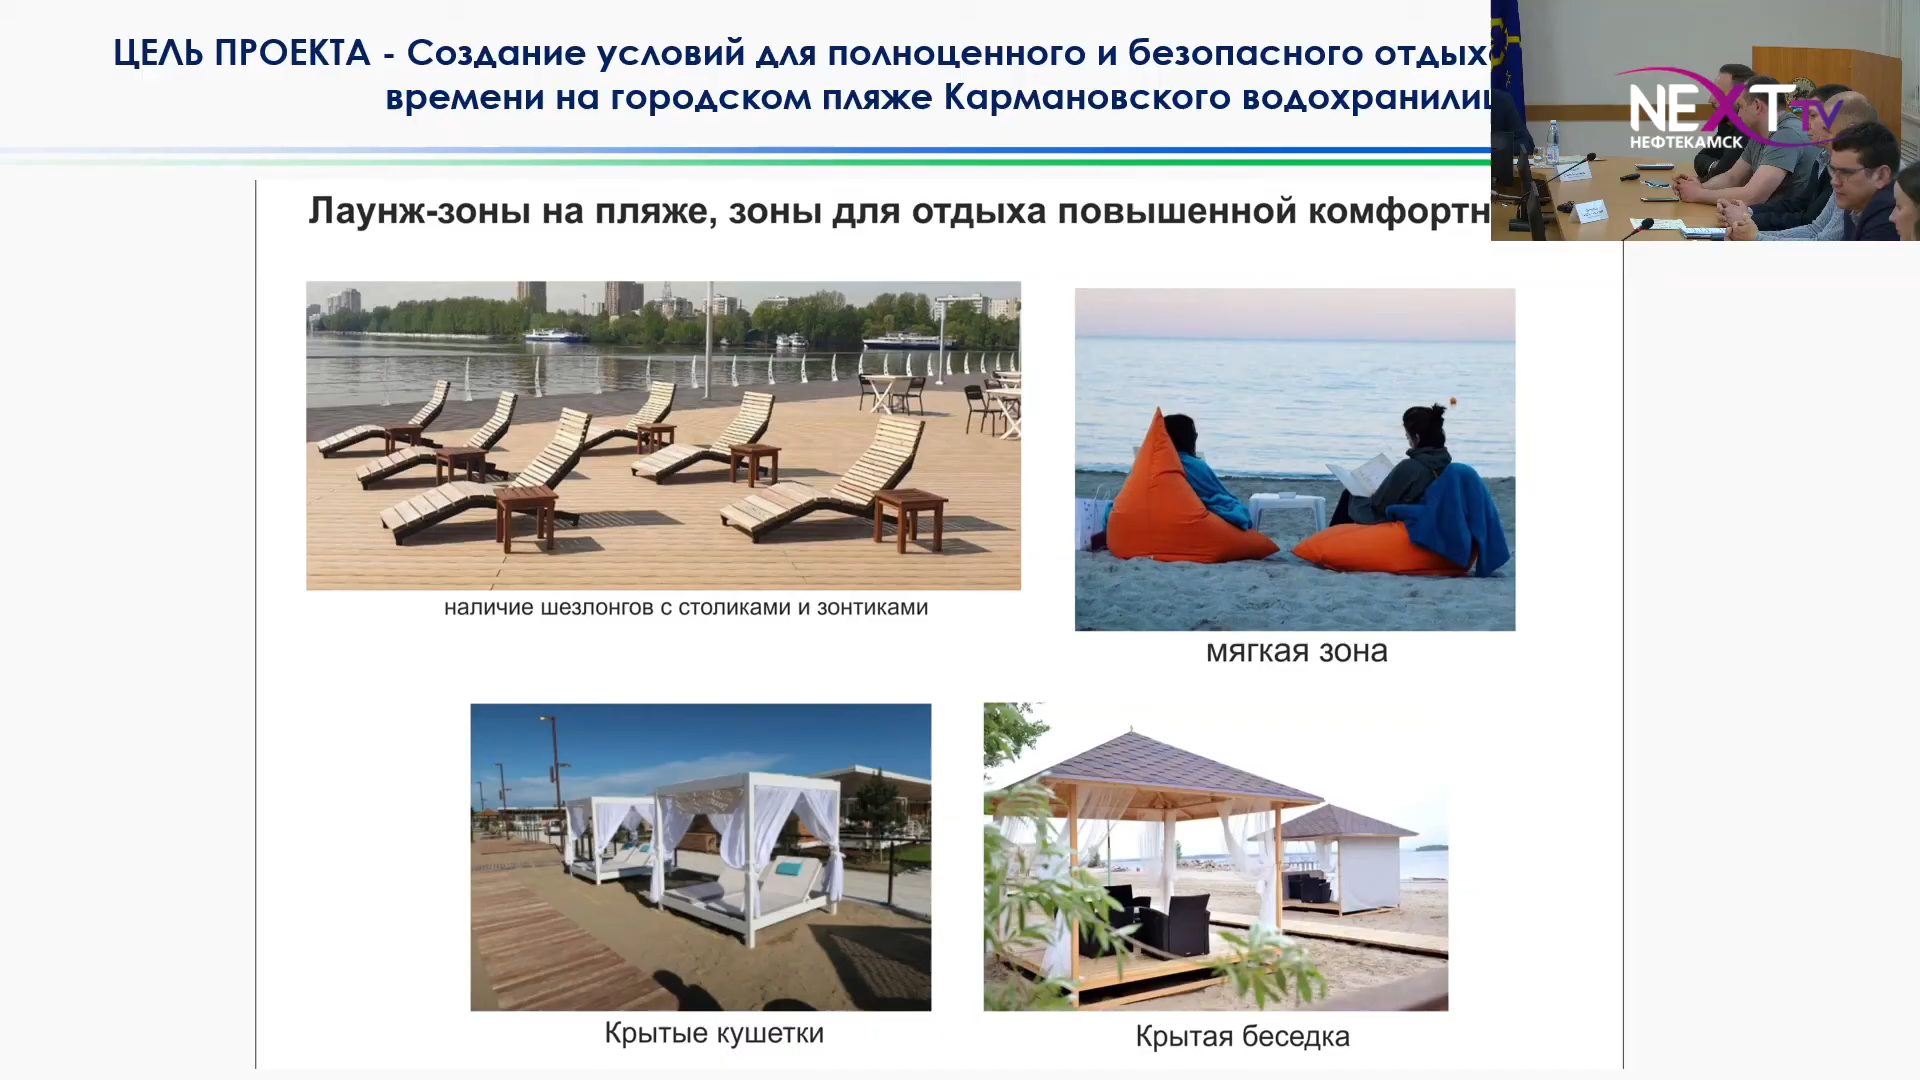 ЦЕЛЬ ПРОЕКТА - Создание условий для полноценного и безопасного отдых
времени на городском пляже Кармановского водохранили
NEXT TV
НЕФТЕКАМСК
Лаунж-зоны на пляже, зоны для отдыха повышенной комфортн
наличие шезлонгов с столиками и зонтиками
мягкая зона
Крытые кушетки
Крытая беседка